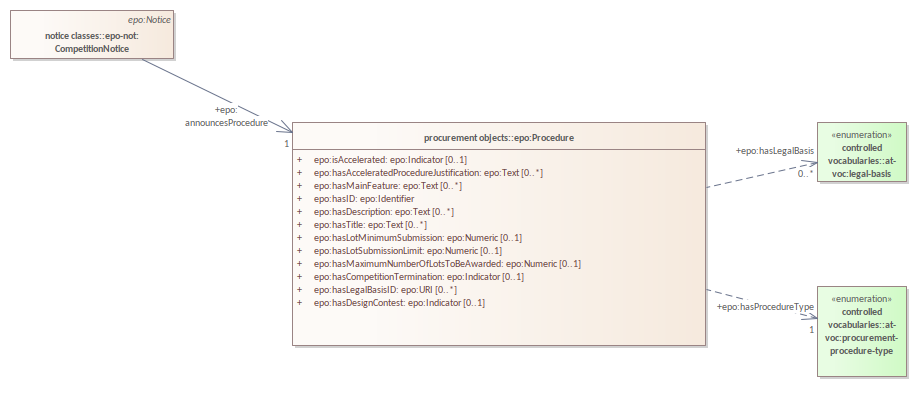 epo:Notice
notice classes::epo-not:
CompetitionNotice
+epo:
announcesProcedure
1
procurement objects::epo:Procedure
+ epo:isAccelerated: epo:Indicator [0..1]
+ epo:hasAcceleratedProcedureJustification: epo:Text [0..*]
+ epo:hasMainFeature: epo:Text [0..*]
+ epo:hasID: epo:Identifier
+ epo:hasDescription: epo:Text [0..*]
+ epo:hasTitle: epo:Text [0..*]
+ epo:hasLotMinimumSubmission: epo:Numeric [0..1]
+ epo:hasLotSubmissionLimit: epo:Numeric [0..1]
+ epo:hasMaximumNumberOfLotsToBeAwarded: epo:Numeric [0..1]
+ epo:hasCompetitionTermination: epo:Indicator [0..1]
+ epo:hasLegalBasisID: epo:URI [0..*]
+ epo:hasDesignContest: epo:Indicator [0..1]
+epo:hasLegalBasis
0..*
«enumeration»
controlled
vocabularies::at-
voc:legal-basis
+epo:hasProcedureType
1
«enumeration»
controlled
vocabularies::at-
voc:procurement-
procedure-type